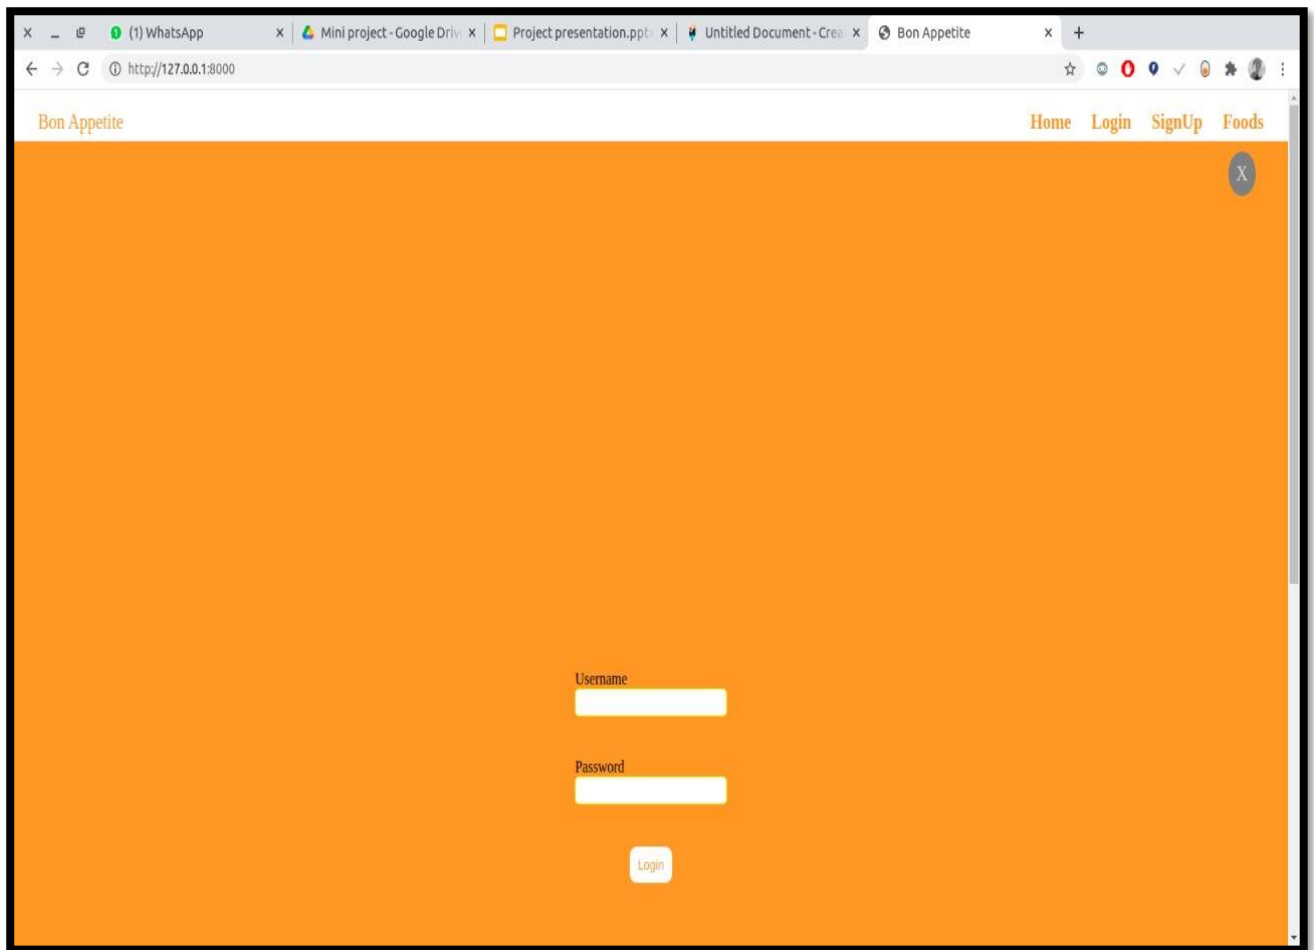 (1) WhatsApp
Mini project - Google Driv
Project presentation.ppt
Untitled Document - Crea
Bon Appetite
http://127.0.0.1:8000
Bon Appetite
Home Login SignUp Foods
X
Username
Password
Login